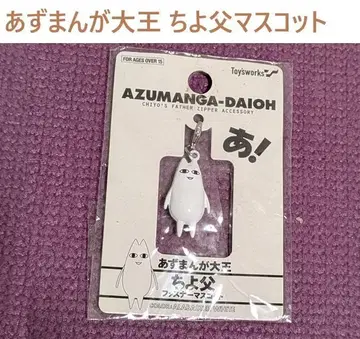 あずまんが大王 ちよ父マスコット
FOR AGES OVER 15
Toysworks
AZUMANGA-DAIOH
CHIYO'S FATHER ZIPPER ACCESSORY
あ!
あずまんが大王
ちよ父
ファスナーマスコット
WHITE